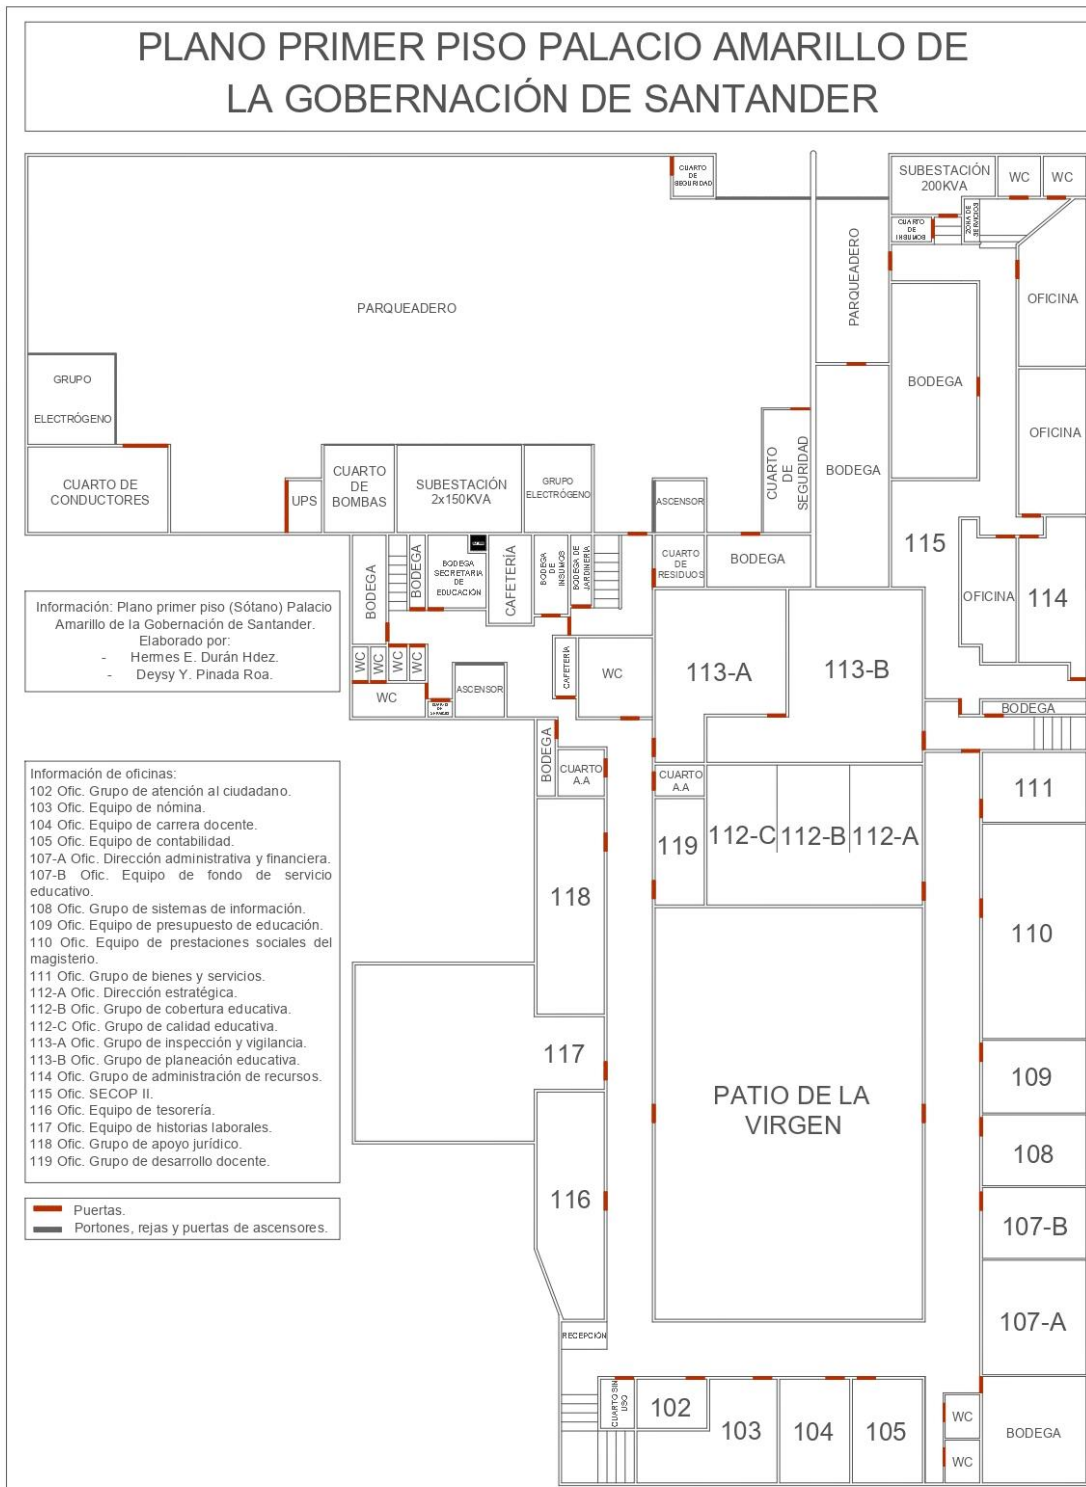 PLANO PRIMER PISO PALACIO AMARILLO DE
LA GOBERNACIÓN DE SANTANDER
CUARTO
DE
SEGURIDAD
SUBESTACIÓN
200KVA
WC
WC
CUARTO
DE
ZONA DE
SERVICIOS
PARQUEADERO
PARQUEADERO
OFICINA
GRUPO
ELECTRÓGENO
BODEGA
OFICINA
CUARTO DE
CONDUCTORES
UPS
CUARTO
DE
BOMBAS
SUBESTACIÓN
2x150KVA
GRUPO
ELECTRÓGENO
ASCENSOR
CUARTO
DE
SEGURIDAD
BODEGA
115
BODEGA
BODEGA
BODEGA
SECRETARIA
DE
EDUCACIÓN
CAFETERÍA
BODEGA
DE
INSUMOS
BODEGA DE
JARDINERÍA
CUARTO
DE
RESIDUOS
BODEGA
OFICINA
114
Información: Plano primer piso (Sótano) Palacio
Amarillo de la Gobernación de Santander.
Elaborado por:
- Hermes E. Durán Hdez.
- Deysy Y. Pinada Roa.
WC
WC
WC
WC
WC
ASCENSOR
CAFETERÍA
WC
113-A
113-B
BODEGA
BODEGA
CUARTO
A.A
CUARTO
A.A
111
119
112-C
112-B
112-A
118
110
Información de oficinas:
102 Ofic. Grupo de atención al ciudadano.
103 Ofic. Equipo de nómina.
104 Ofic. Equipo de carrera docente.
105 Ofic. Equipo de contabilidad.
107-A Ofic. Dirección administrativa y financiera.
107-B Ofic. Equipo de fondo de servicio
educativo.
108 Ofic. Grupo de sistemas de información.
109 Ofic. Equipo de presupuesto de educación.
110 Ofic. Equipo de prestaciones sociales del
magisterio.
111 Ofic. Grupo de bienes y servicios.
112-A Ofic. Dirección estratégica.
112-B Ofic. Grupo de cobertura educativa.
112-C Ofic. Grupo de calidad educativa.
113-A Ofic. Grupo de inspección y vigilancia.
113-B Ofic. Grupo de planeación educativa.
114 Ofic. Grupo de administración de recursos.
115 Ofic. SECOP II.
116 Ofic. Equipo de tesorería.
117 Ofic. Equipo de historias laborales.
118 Ofic. Grupo de apoyo jurídico.
119 Ofic. Grupo de desarrollo docente.
117
109
PATIO DE LA
VIRGEN
108
116
107-B
Puertas.
Portones, rejas y puertas de ascensores.
107-A
RECEPCIÓN
CUARTO SIN
USO
102
103
104
105
WC
WC
BODEGA